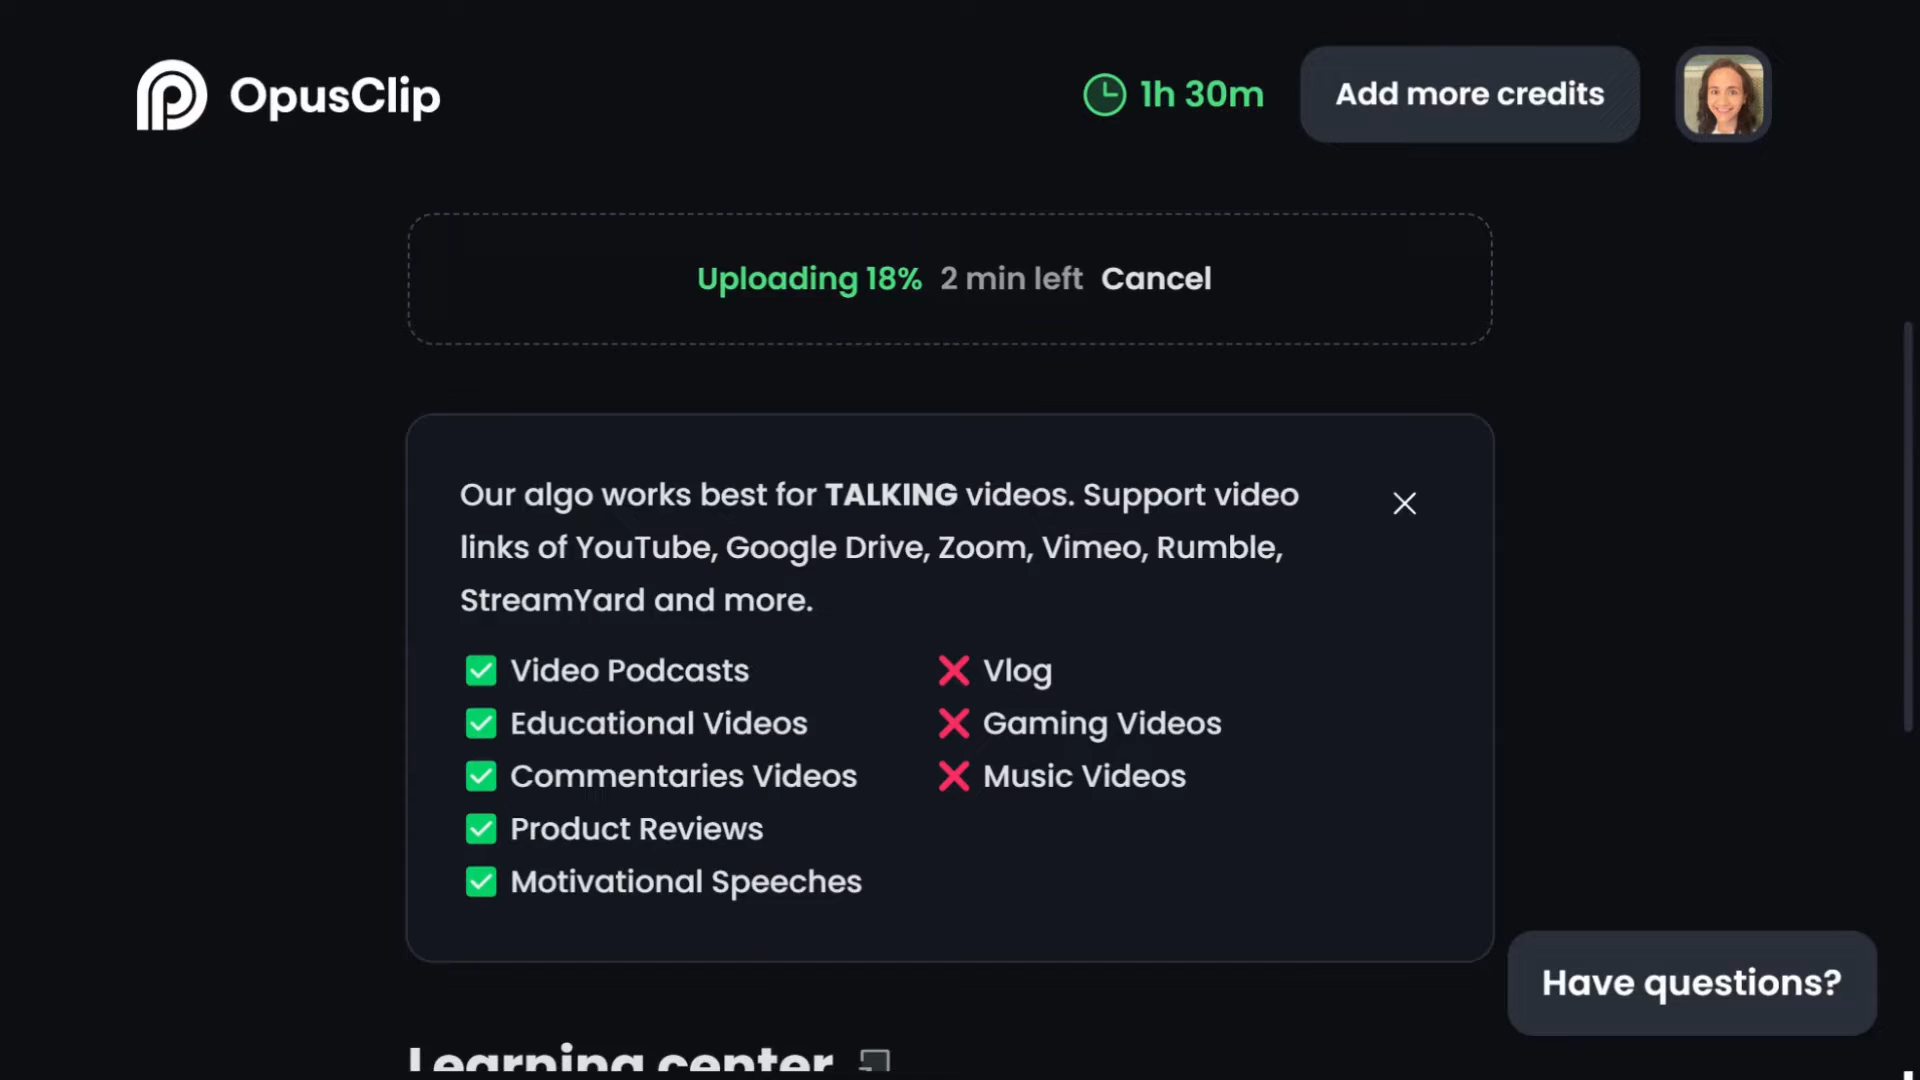 OpusClip
1h 30m
Add more credits
Uploading 18% 2 min left Cancel
Our algo works best for TALKING videos. Support video
links of YouTube, Google Drive, Zoom, Vimeo, Rumble,
StreamYard and more.
Video Podcasts
Vlog
Educational Videos
Gaming Videos
Commentaries Videos
Music Videos
Product Reviews
Motivational Speeches
Have questions?
Learning center